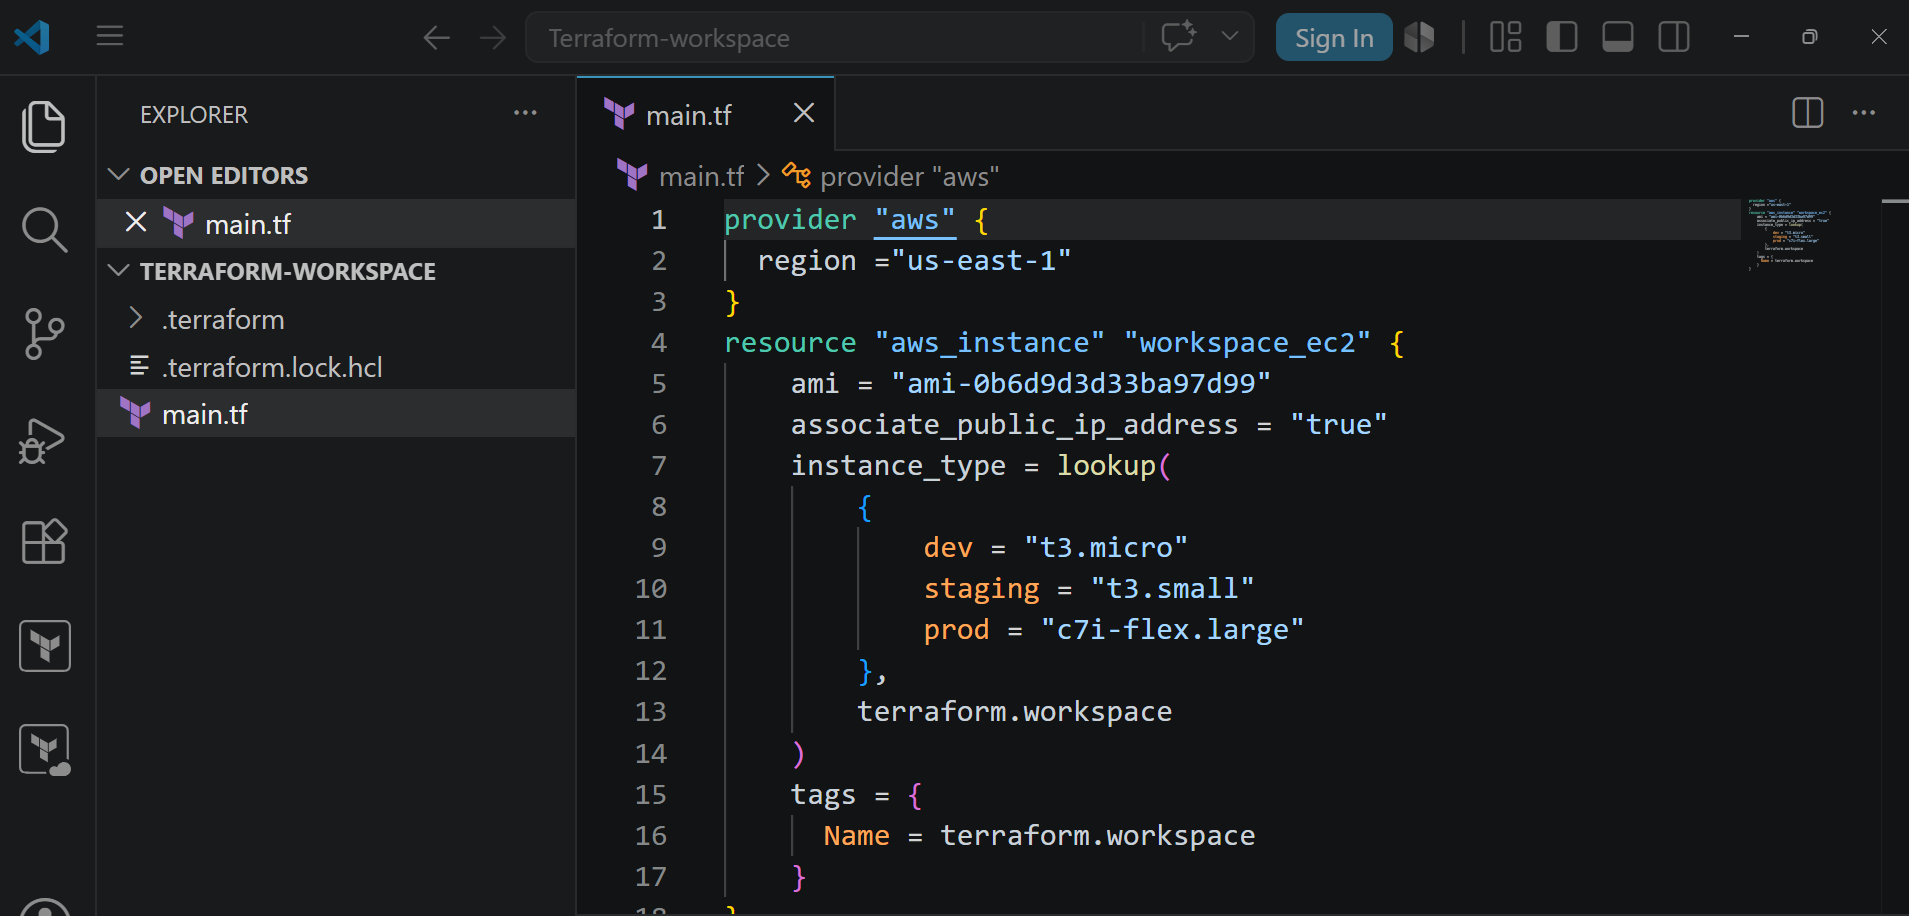 Terraform-workspace
Sign In
EXPLORER
OPEN EDITORS
main.tf
TERRAFORM-WORKSPACE
.terraform
.terraform.lock.hcl
main.tf
main.tf
main.tf > provider "aws"
1 provider "aws" {
2 region ="us-east-1"
3 }
4 resource "aws_instance" "workspace_ec2" {
5 ami = "ami-0b6d9d3d33ba97d99"
6 associate_public_ip_address = "true"
7 instance_type = lookup(
8 {
9 dev = "t3.micro"
10 staging = "t3.small"
11 prod = "c7i-flex.large"
12 },
13 terraform.workspace
14 )
15 tags = {
16 Name = terraform.workspace
17 }
18 }